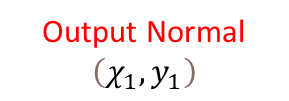 Output Normal
(χ₁, y₁)